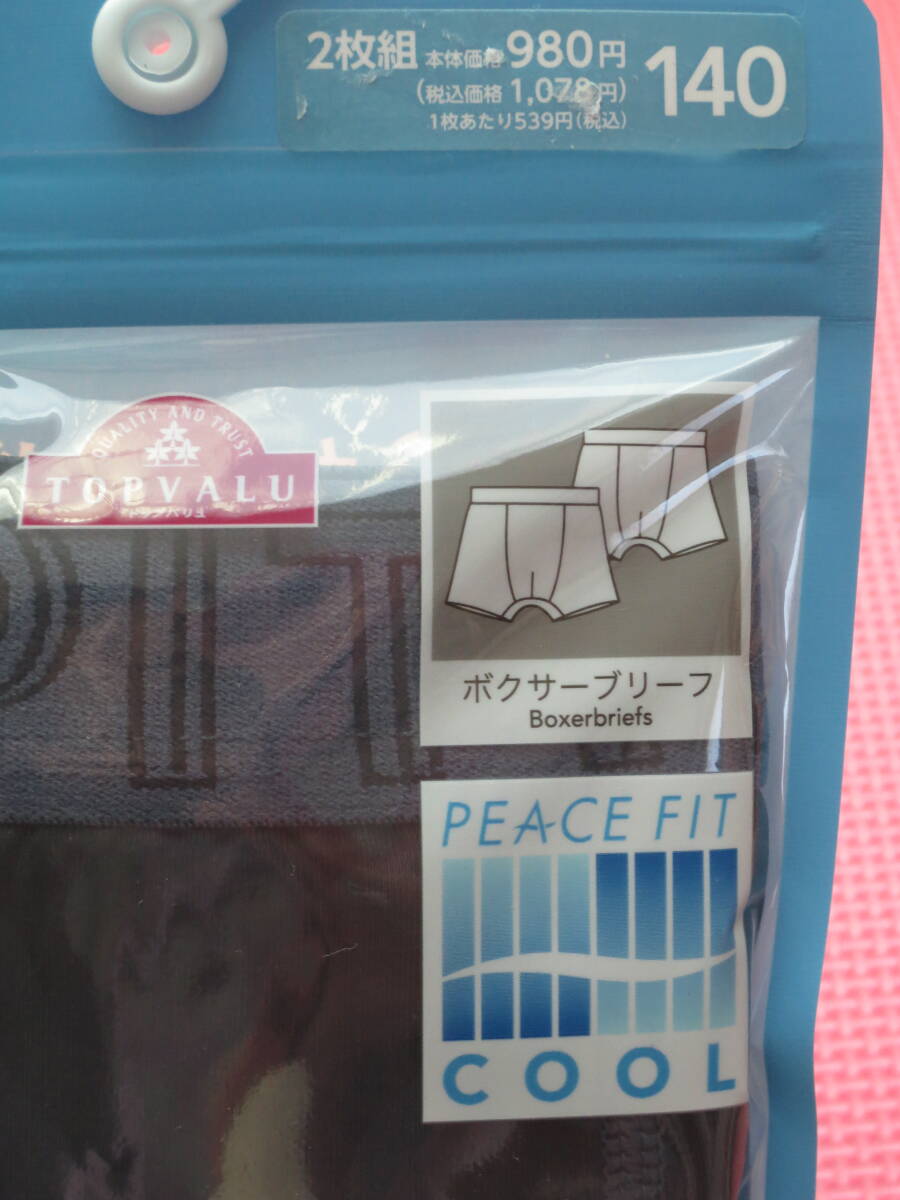 2枚組 本体価格 980円
(税込価格 1,078円)
1枚あたり539円(税込)
140
QUALITY AND TRUST
TOPVALU
トップバリュ
ボクサーブリーフ
Boxerbriefs
PEACE FIT
COOL